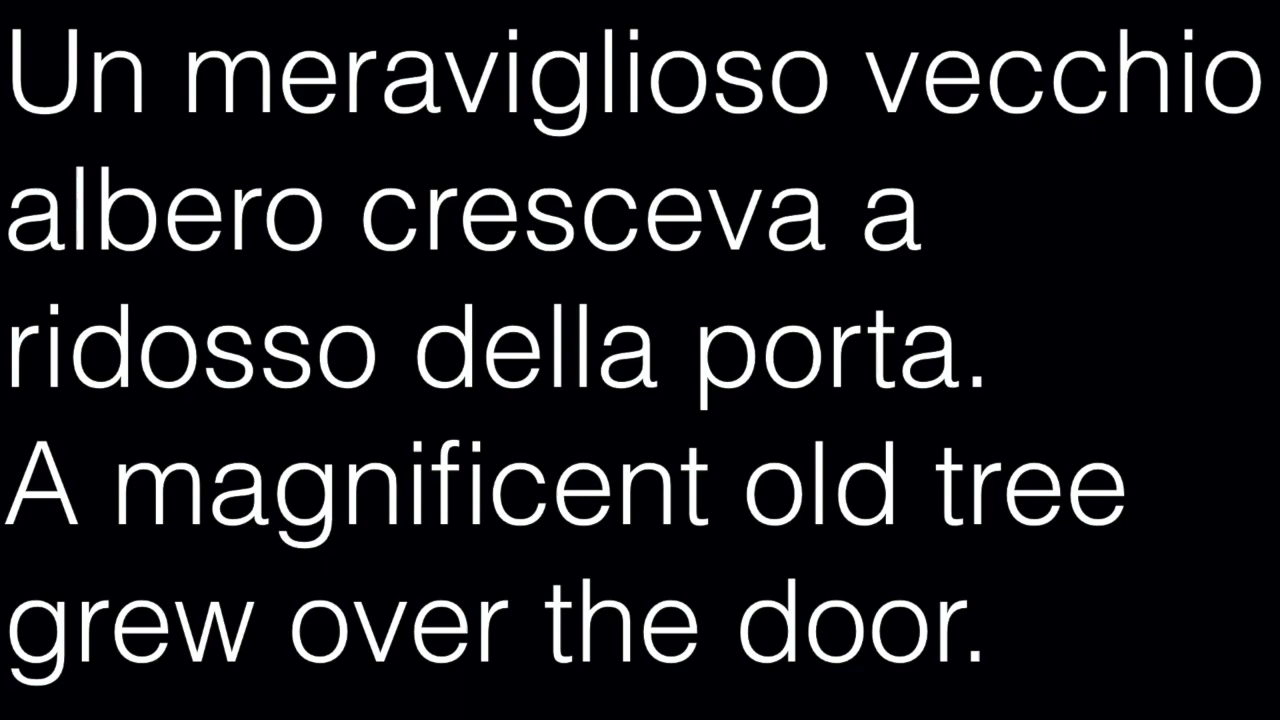 Un meraviglioso vecchio
albero cresceva a
ridosso della porta.
A magnificent old tree
grew over the door.